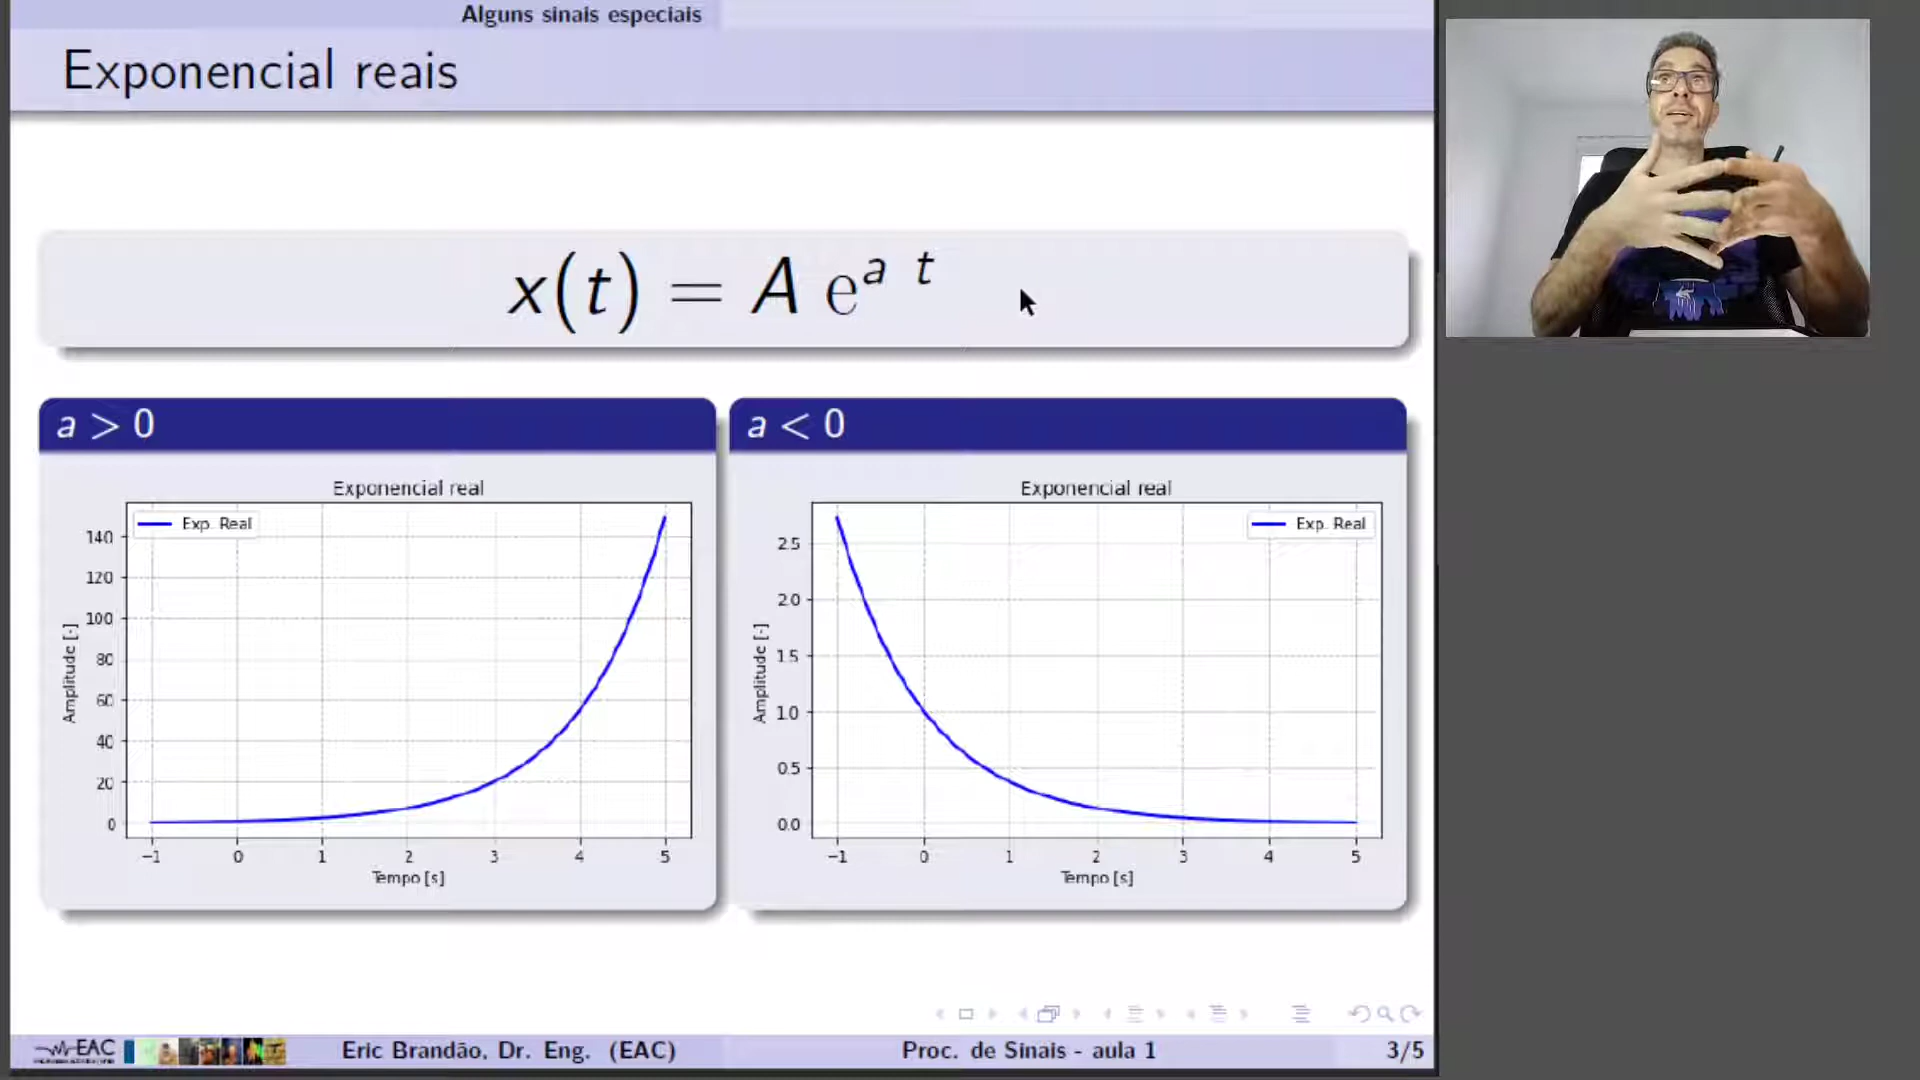 Alguns sinais especiais
Exponencial reais
x(t) = A e^{a t}
a > 0
a < 0
Exponencial real
Exp. Real
140
120
100
80
60
40
20
0
Amplitude [-]
−1 0 1 2 3 4 5
Tempo [s]
Exponencial real
Exp. Real
2.5
2.0
1.5
1.0
0.5
0.0
Amplitude [-]
−1 0 1 2 3 4 5
Tempo [s]
EAC
Eric Brandão, Dr. Eng. (EAC)
Proc. de Sinais - aula 1
3/5